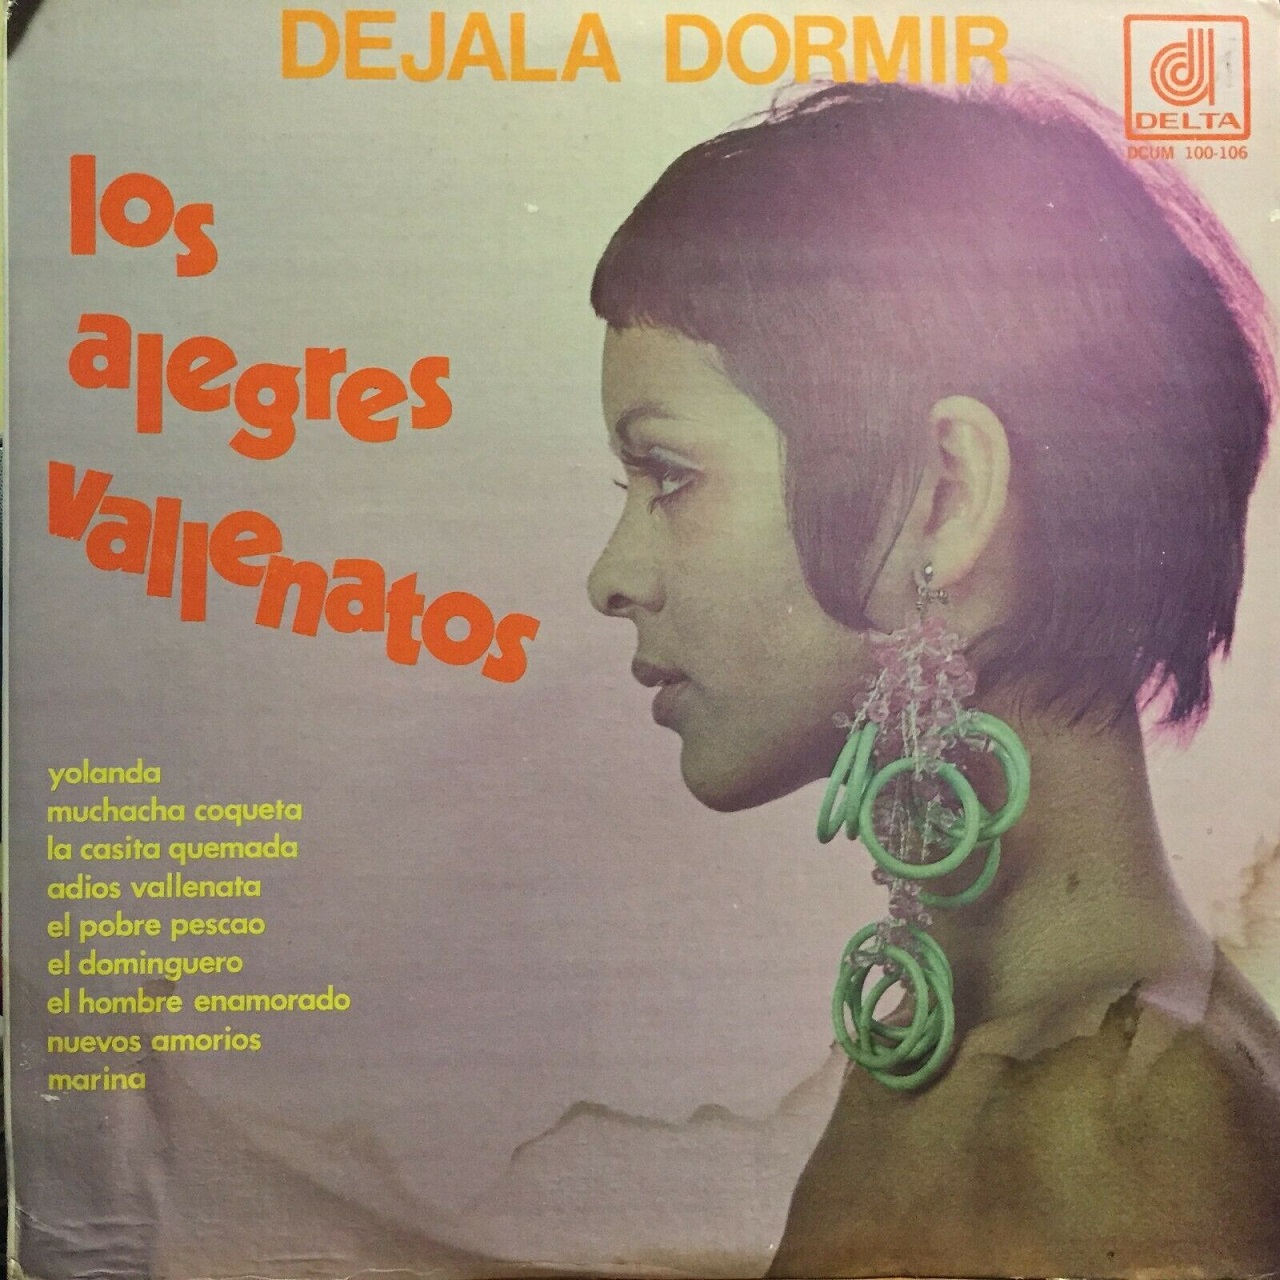 DEJALA DORMIR
DELTA
DCUM 100-106
los
alegres
vallenatos
yolanda
muchacha coqueta
la casita quemada
adios vallenata
el pobre pescao
el dominguero
el hombre enamorado
nuevos amorios
marina